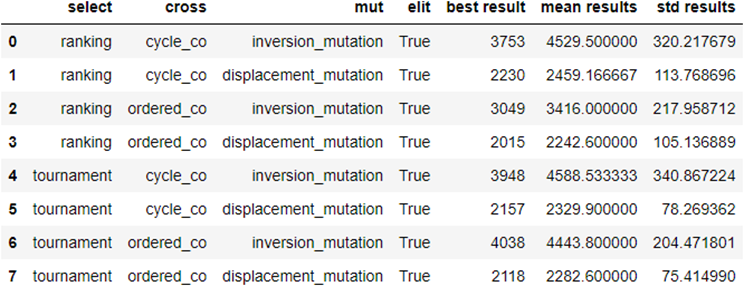 select cross mut elit best result mean results std results
0 ranking cycle_co inversion_mutation True 3753 4529.500000 320.217679
1 ranking cycle_co displacement_mutation True 2230 2459.166667 113.768696
2 ranking ordered_co inversion_mutation True 3049 3416.000000 217.958712
3 ranking ordered_co displacement_mutation True 2015 2242.600000 105.136889
4 tournament cycle_co inversion_mutation True 3948 4588.533333 340.867224
5 tournament cycle_co displacement_mutation True 2157 2329.900000 78.269362
6 tournament ordered_co inversion_mutation True 4038 4443.800000 204.471801
7 tournament ordered_co displacement_mutation True 2118 2282.600000 75.414990